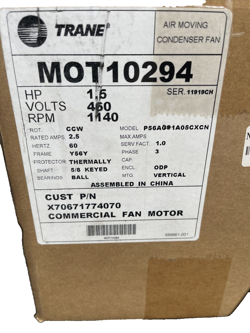 TRANE
AIR MOVING
CONDENSER FAN
MOT10294
HP 1.5 SER. 11919CH
VOLTS 460
RPM 1140
ROT. CCW MODEL
RATED AMPS 2.5 MAX AMPS
HERTZ 60 SERV FACT 1.0
FRAME Y56Y PHASE 3
PROTECTOR THERMALLY CAP.
SHAFT 5/8 KEYED ENCL. ODP
BEARINGS BALL MTG. VERTICAL
ASSEMBLED IN CHINA
CUST P/N
X70671774070
COMMERCIAL FAN MOTOR